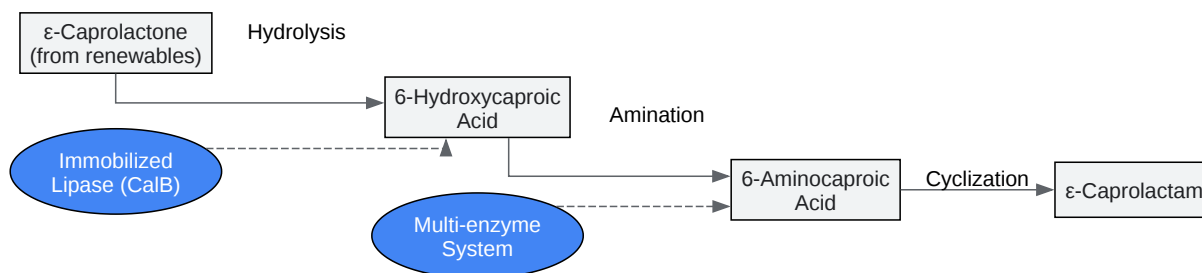 ε-Caprolactone
(from renewables)
Hydrolysis
6-Hydroxycaproic
Acid
Amination
Immobilized
Lipase (CalB)
6-Aminocaproic
Acid
Cyclization
ε-Caprolactam
Multi-enzyme
System